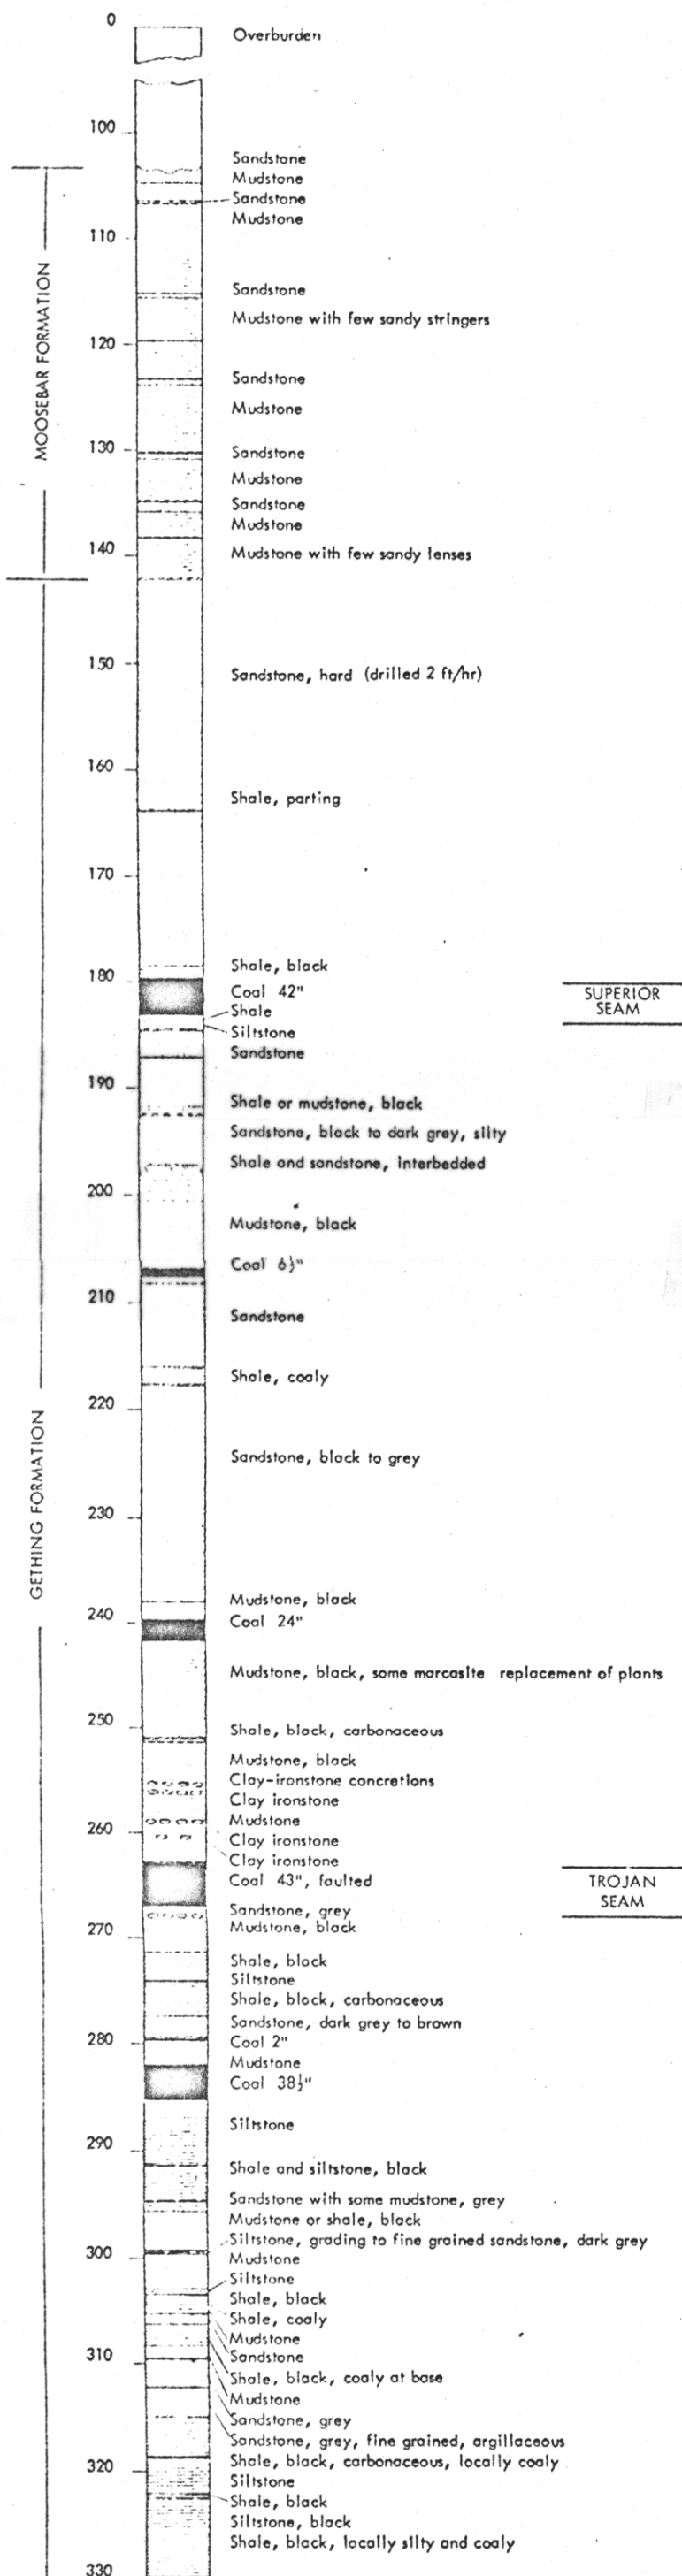 0
Overburden
100
Sandstone
Mudstone
Sandstone
Mudstone
110
Sandstone
Mudstone with few sandy stringers
120
Sandstone
Mudstone
130
Sandstone
Mudstone
Sandstone
Mudstone
140
Mudstone with few sandy lenses
MOOSEBAR FORMATION
150
Sandstone, hard (drilled 2 ft/hr)
160
Shale, parting
170
Shale, black
180
Coal 42"
SUPERIOR
SEAM
Shale
Siltstone
Sandstone
190
Shale or mudstone, black
Sandstone, black to dark grey, silty
Shale and sandstone, interbedded
200
Mudstone, black
Coal 6½"
210
Sandstone
Shale, coaly
220
Sandstone, black to grey
230
GETHING FORMATION
Mudstone, black
240
Coal 24"
Mudstone, black, some marcasite replacement of plants
250
Shale, black, carbonaceous
Mudstone, black
Clay-ironstone concretions
Clay ironstone
Mudstone
260
Clay ironstone
Clay ironstone
Coal 43", faulted
TROJAN
SEAM
Sandstone, grey
Mudstone, black
270
Shale, black
Siltstone
Shale, black, carbonaceous
Sandstone, dark grey to brown
280
Coal 2"
Mudstone
Coal 38½"
Siltstone
290
Shale and siltstone, black
Sandstone with some mudstone, grey
Mudstone or shale, black
Siltstone, grading to fine grained sandstone, dark grey
300
Mudstone
Siltstone
Shale, black
Shale, coaly
Mudstone
Sandstone
310
Shale, black, coaly at base
Mudstone
Sandstone, grey
Sandstone, grey, fine grained, argillaceous
Shale, black, carbonaceous, locally coaly
320
Siltstone
Shale, black
Siltstone, black
Shale, black, locally silty and coaly
330